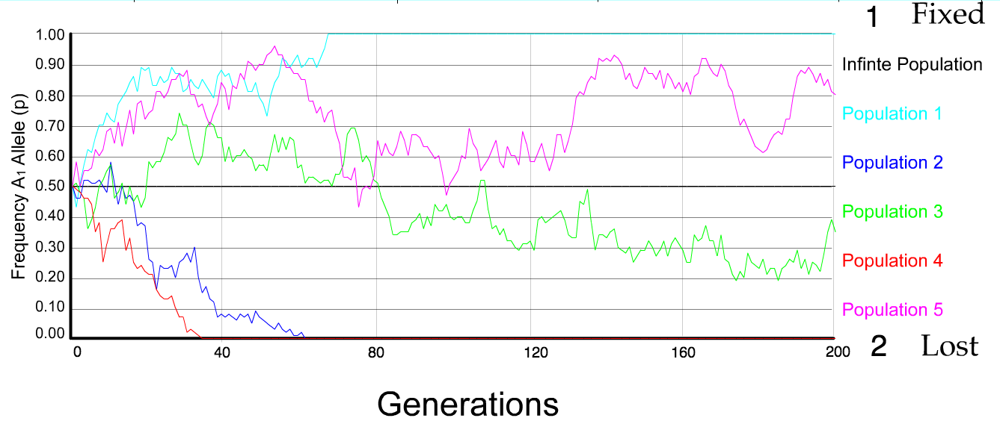 1 Fixed
1.00
0.90
0.80
0.70
0.60
0.50
0.40
0.30
0.20
0.10
0.00
Frequency A1 Allele (p)
Infinte Population
Population 1
Population 2
Population 3
Population 4
Population 5
2 Lost
0 40 80 120 160 200
Generations